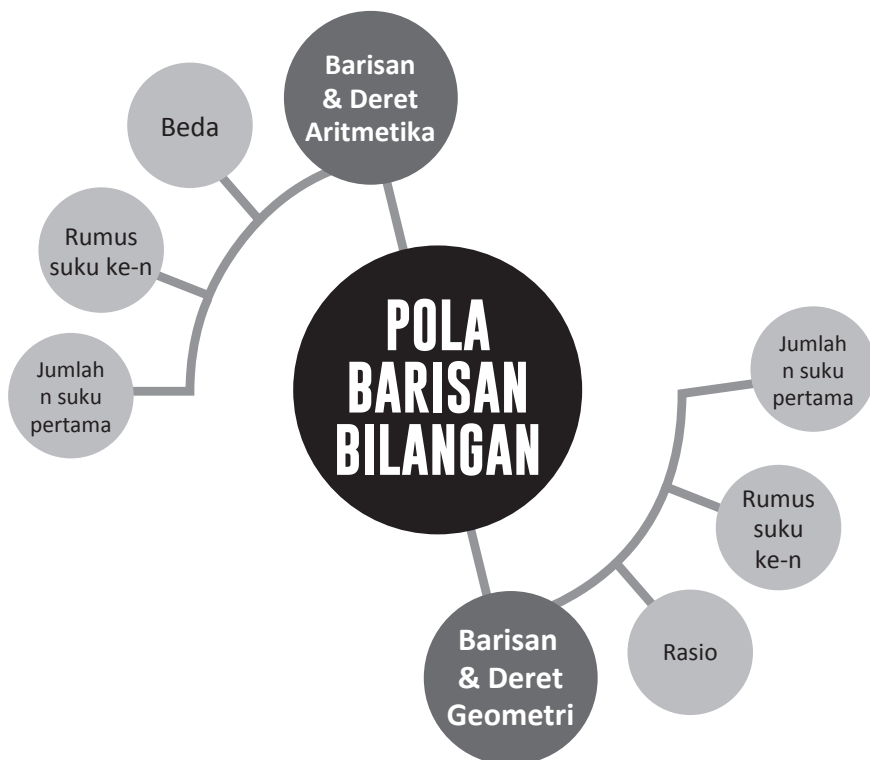 Barisan
& Deret
Aritmetika
Beda
Rumus
suku ke-n
Jumlah
n suku
pertama
POLA
BARISAN
BILANGAN
Jumlah
n suku
pertama
Rumus
suku
ke-n
Rasio
Barisan
& Deret
Geometri